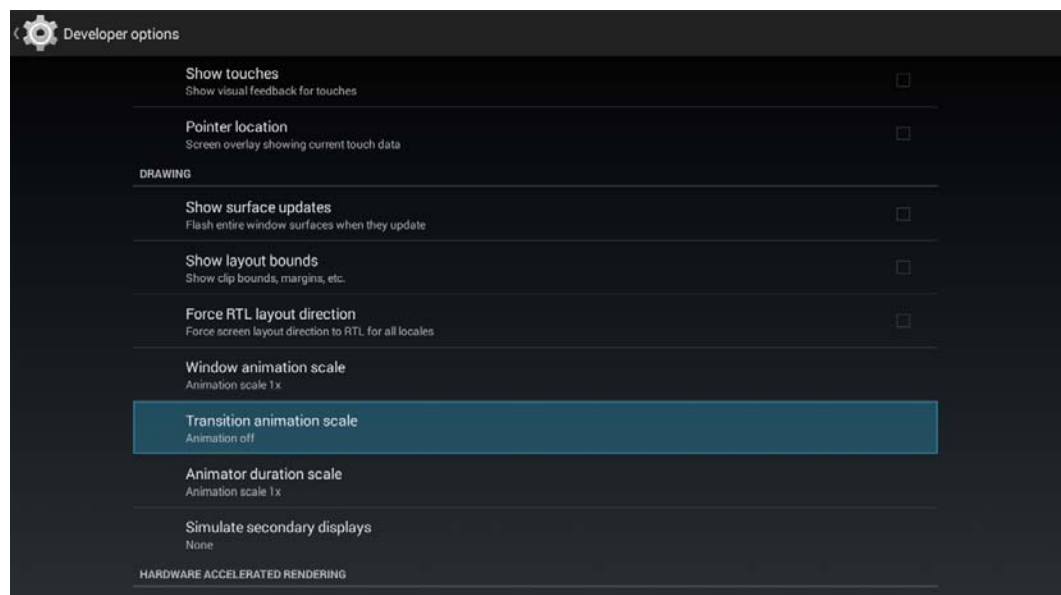 Developer options
Show touches
Show visual feedback for touches
Pointer location
Screen overlay showing current touch data
DRAWING
Show surface updates
Flash entire window surfaces when they update
Show layout bounds
Show clip bounds, margins, etc.
Force RTL layout direction
Force screen layout direction to RTL for all locales
Window animation scale
Animation scale 1x
Transition animation scale
Animation off
Animator duration scale
Animation scale 1x
Simulate secondary displays
None
HARDWARE ACCELERATED RENDERING